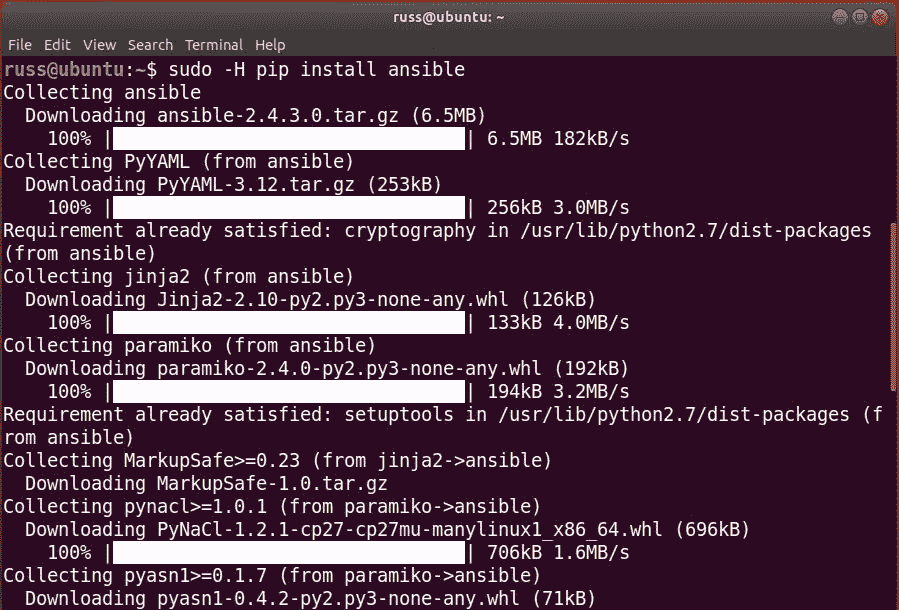 russ@ubuntu: ~
File Edit View Search Terminal Help
russ@ubuntu:~$ sudo -H pip install ansible
Collecting ansible
  Downloading ansible-2.4.3.0.tar.gz (6.5MB)
    100% |                                | 6.5MB 182kB/s
Collecting PyYAML (from ansible)
  Downloading PyYAML-3.12.tar.gz (253kB)
    100% |                                | 256kB 3.0MB/s
Requirement already satisfied: cryptography in /usr/lib/python2.7/dist-packages
(from ansible)
Collecting jinja2 (from ansible)
  Downloading Jinja2-2.10-py2.py3-none-any.whl (126kB)
    100% |                                | 133kB 4.0MB/s
Collecting paramiko (from ansible)
  Downloading paramiko-2.4.0-py2.py3-none-any.whl (192kB)
    100% |                                | 194kB 3.2MB/s
Requirement already satisfied: setuptools in /usr/lib/python2.7/dist-packages (f
rom ansible)
Collecting MarkupSafe>=0.23 (from jinja2->ansible)
  Downloading MarkupSafe-1.0.tar.gz
Collecting pynacl>=1.0.1 (from paramiko->ansible)
  Downloading PyNaCl-1.2.1-cp27-cp27mu-manylinux1_x86_64.whl (696kB)
    100% |                                | 706kB 1.6MB/s
Collecting pyasn1>=0.1.7 (from paramiko->ansible)
  Downloading pyasn1-0.4.2-py2.py3-none-any.whl (71kB)